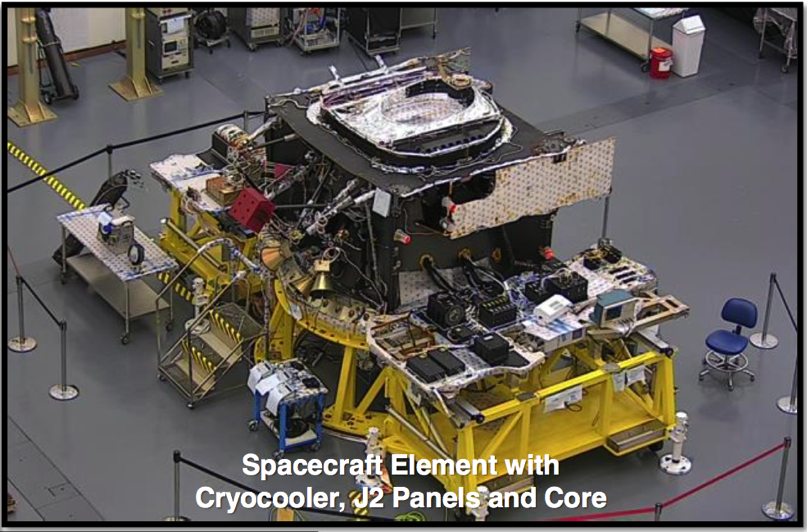 Spacecraft Element with
Cryocooler, J2 Panels and Core